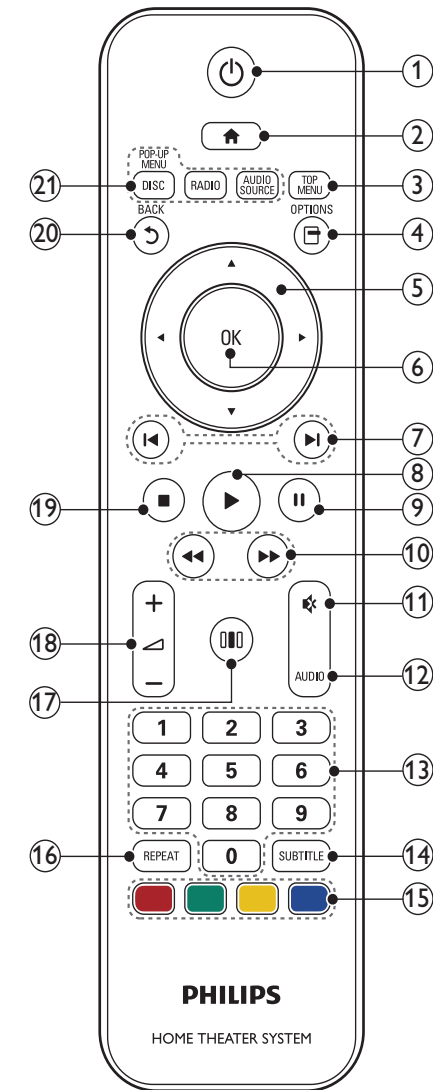 1
2
POP-UP
MENU
21 DISC RADIO AUDIO
SOURCE TOP
MENU 3
20 BACK OPTIONS 4
5
OK
6
7
8
19 9
10
+ 11
18
− AUDIO 12
17
1 2 3
4 5 6 13
7 8 9
16 REPEAT 0 SUBTITLE 14
15
PHILIPS
HOME THEATER SYSTEM